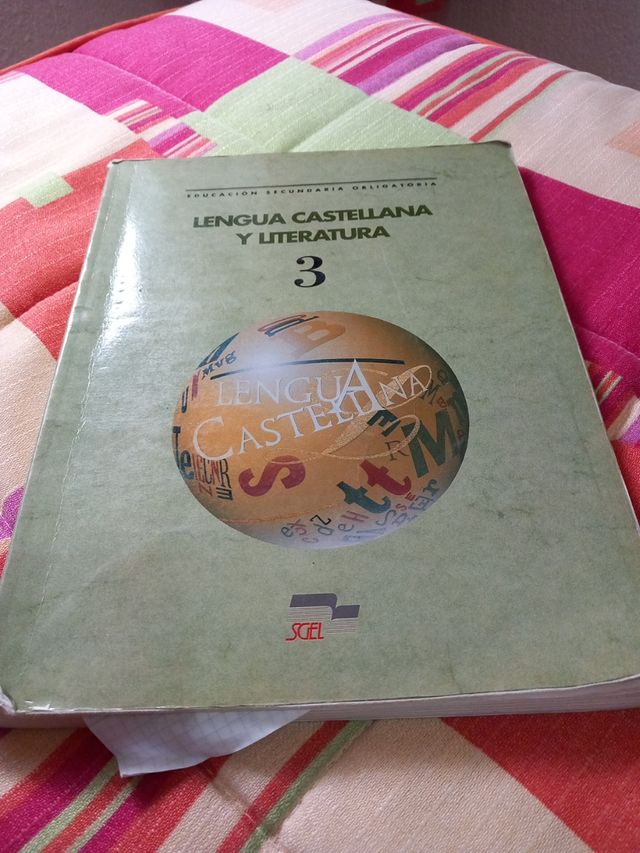 EDUCACIÓN SECUNDARIA OBLIGATORIA
LENGUA CASTELLANA
Y LITERATURA
3
LENGUA
CASTELLANA
SGEL